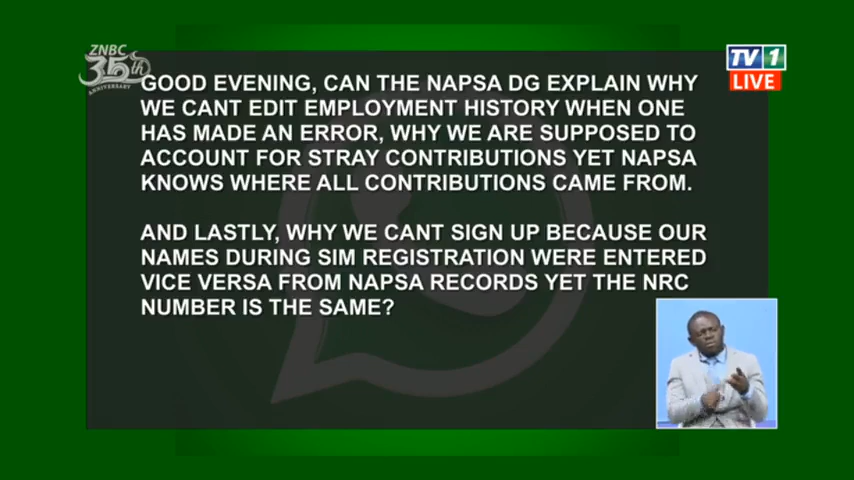 ZNBC
35th
ANNIVERSARY
TV1
LIVE
GOOD EVENING, CAN THE NAPSA DG EXPLAIN WHY
WE CANT EDIT EMPLOYMENT HISTORY WHEN ONE
HAS MADE AN ERROR, WHY WE ARE SUPPOSED TO
ACCOUNT FOR STRAY CONTRIBUTIONS YET NAPSA
KNOWS WHERE ALL CONTRIBUTIONS CAME FROM.
AND LASTLY, WHY WE CANT SIGN UP BECAUSE OUR
NAMES DURING SIM REGISTRATION WERE ENTERED
VICE VERSA FROM NAPSA RECORDS YET THE NRC
NUMBER IS THE SAME?